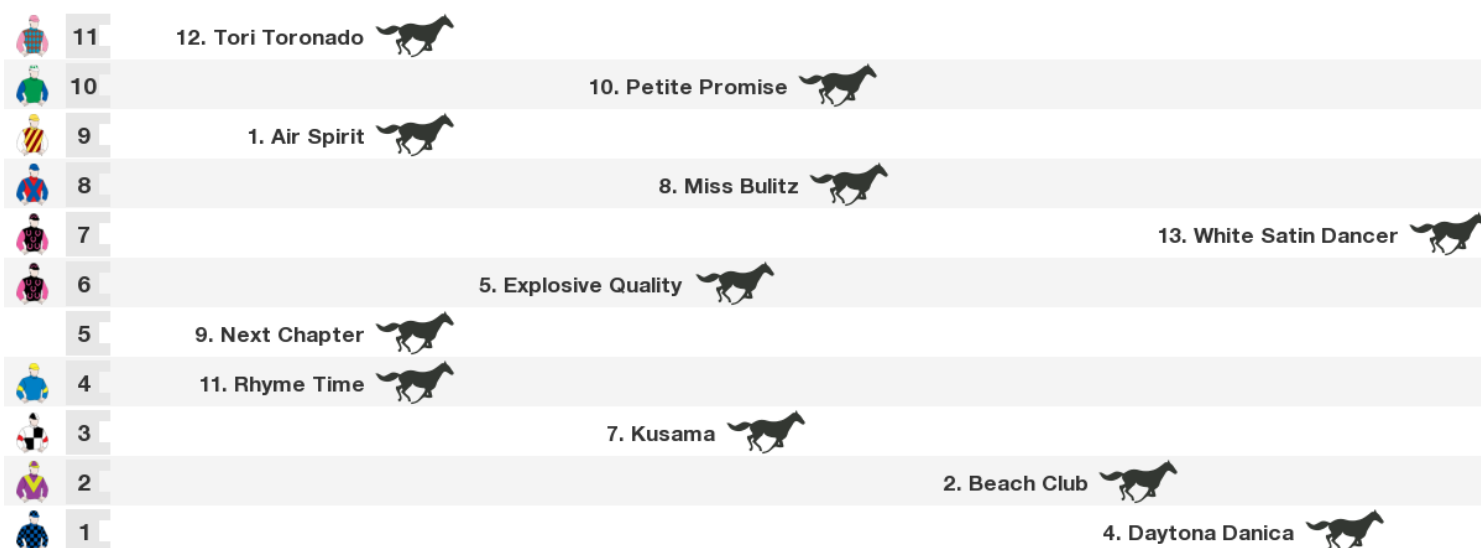 11 12. Tori Toronado
10 10. Petite Promise
9 1. Air Spirit
8 8. Miss Bulitz
7 13. White Satin Dancer
6 5. Explosive Quality
5 9. Next Chapter
4 11. Rhyme Time
3 7. Kusama
2 2. Beach Club
1 4. Daytona Danica